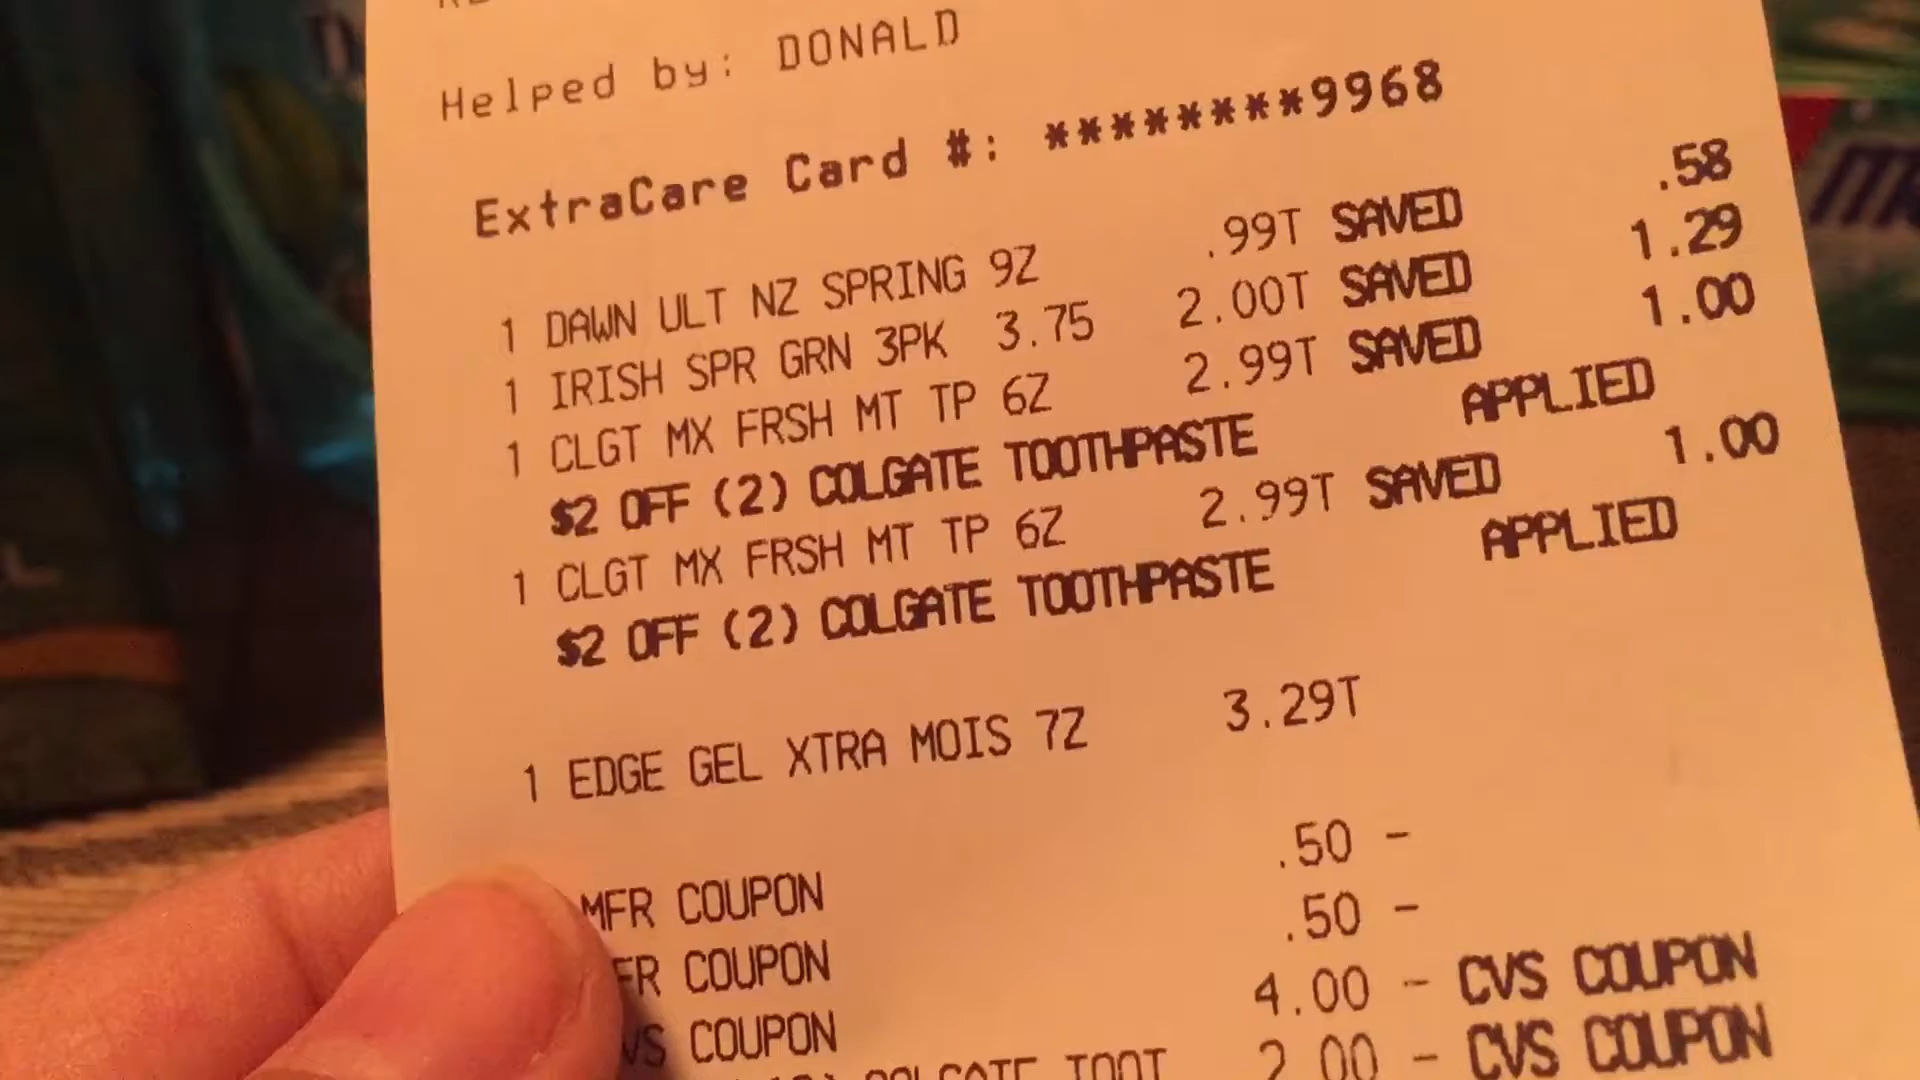 Helped by: DONALD
ExtraCare Card #: ********9968
1 DAWN ULT NZ SPRING 9Z .99T SAVED .58
1 IRISH SPR GRN 3PK 3.75 2.00T SAVED 1.29
1 CLGT MX FRSH MT TP 6Z 2.99T SAVED 1.00
$2 OFF (2) COLGATE TOOTHPASTE APPLIED
1 CLGT MX FRSH MT TP 6Z 2.99T SAVED 1.00
$2 OFF (2) COLGATE TOOTHPASTE APPLIED
1 EDGE GEL XTRA MOIS 7Z 3.29T
MFR COUPON .50 -
FR COUPON .50 -
VS COUPON 4.00 - CVS COUPON
COLGATE TOOT 2.00 - CVS COUPON